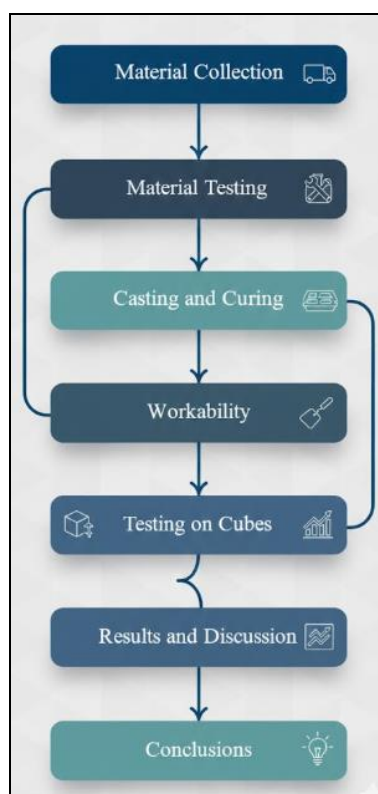 Material Collection
Material Testing
Casting and Curing
Workability
Testing on Cubes
Results and Discussion
Conclusions